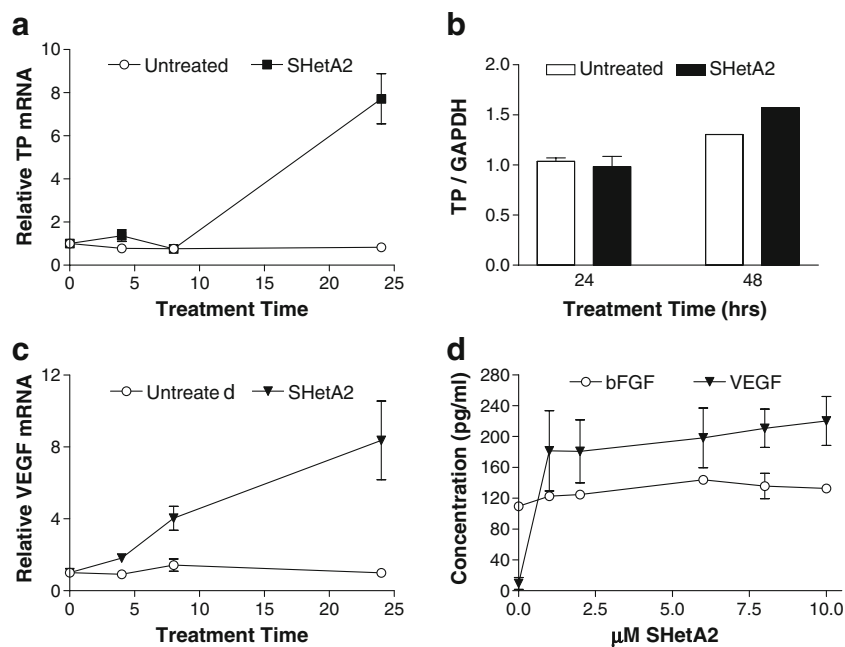 a
Relative TP mRNA
10
8
6
4
2
0
Untreated
SHetA2
0 5 10 15 20 25
Treatment Time
b
TP / GAPDH
2.0
1.5
1.0
0.5
0.0
Untreated
SHetA2
24 48
Treatment Time (hrs)
c
Relative VEGF mRNA
12
8
4
0
Untreate d
SHetA2
0 5 10 15 20 25
Treatment Time
d
Concentration (pg/ml)
280
240
200
160
120
80
40
0
bFGF
VEGF
0.0 2.5 5.0 7.5 10.0
μM SHetA2